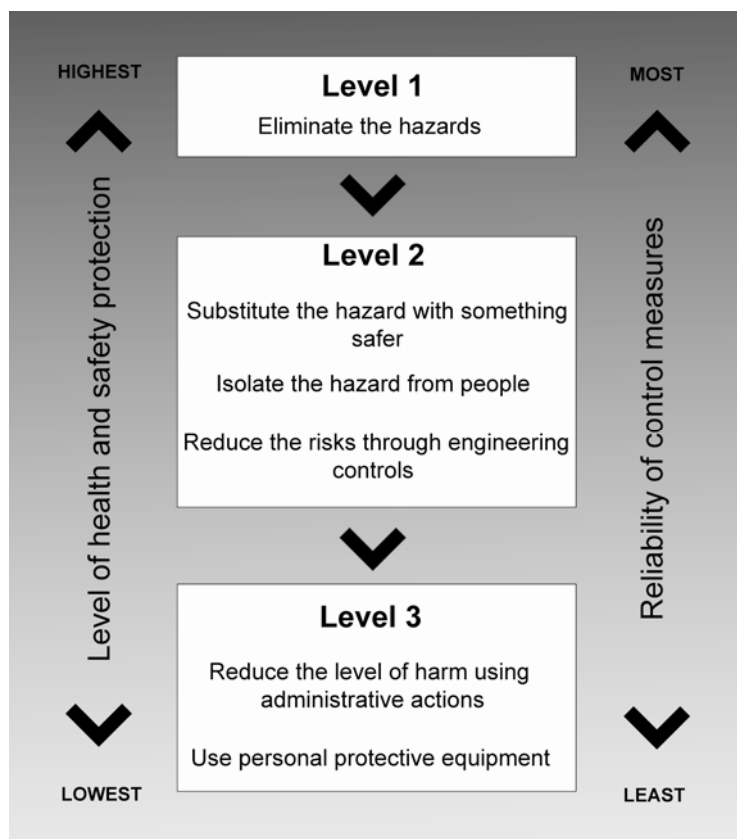 HIGHEST
MOST
Level 1
Eliminate the hazards
Level 2
Substitute the hazard with something
safer
Isolate the hazard from people
Reduce the risks through engineering
controls
Level 3
Reduce the level of harm using
administrative actions
Use personal protective equipment
Level of health and safety protection
Reliability of control measures
LOWEST
LEAST